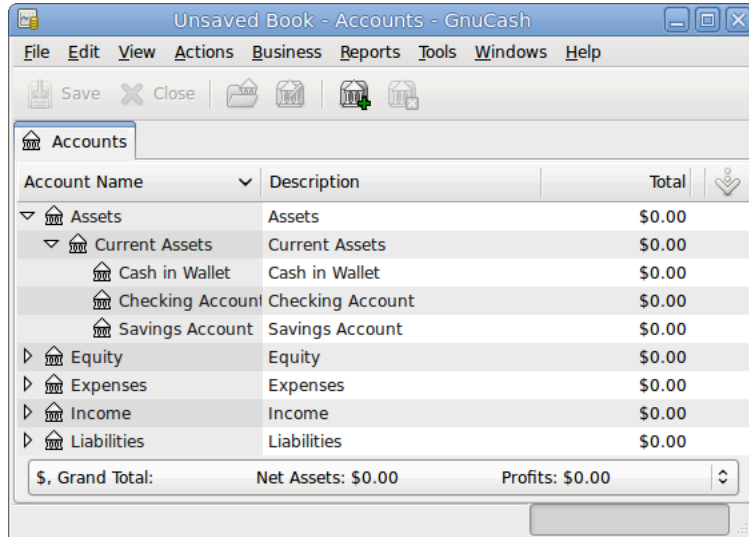 Unsaved Book - Accounts - GnuCash
File Edit View Actions Business Reports Tools Windows Help
Save Close
Accounts
Account Name Description Total
Assets Assets $0.00
Current Assets Current Assets $0.00
Cash in Wallet Cash in Wallet $0.00
Checking Account Checking Account $0.00
Savings Account Savings Account $0.00
Equity Equity $0.00
Expenses Expenses $0.00
Income Income $0.00
Liabilities Liabilities $0.00
$, Grand Total: Net Assets: $0.00 Profits: $0.00